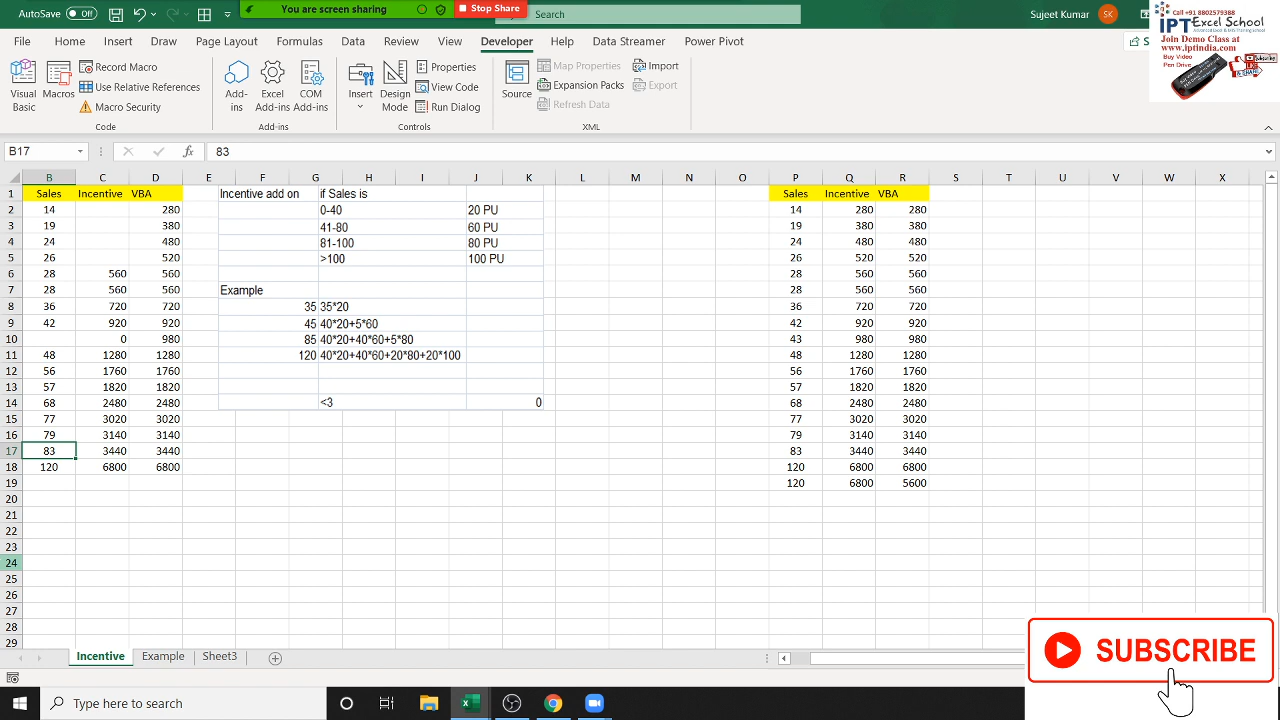 AutoSave Off
You are screen sharing
Stop Share
Search
Sujeet Kumar
SK
Call +91 8802579388
IPT Excel School
Advanced Excel & VBA Training School
Join Demo Class at
www.iptindia.com
Buy Video
Pen Drive
File Home Insert Draw Page Layout Formulas Data Review View Developer Help Data Streamer Power Pivot
Visual Basic
Macros
Record Macro
Use Relative References
Macro Security
Code
Add-ins
Excel Add-ins
COM Add-ins
Add-ins
Insert
Design Mode
Properties
View Code
Run Dialog
Controls
Source
Map Properties
Expansion Packs
Refresh Data
Import
Export
XML
B17 fx 83
B C D E F G H I J K L M N O P Q R S T U V W X
1 Sales Incentive VBA Incentive add on if Sales is Sales Incentive VBA
2 14 280 0-40 20 PU 14 280 280
3 19 380 41-80 60 PU 19 380 380
4 24 480 81-100 80 PU 24 480 480
5 26 520 >100 100 PU 26 520 520
6 28 560 560 28 560 560
7 28 560 560 Example 28 560 560
8 36 720 720 35 35*20 36 720 720
9 42 920 920 45 40*20+5*60 42 920 920
10 0 980 85 40*20+40*60+5*80 43 980 980
11 48 1280 1280 120 40*20+40*60+20*80+20*100 48 1280 1280
12 56 1760 1760 56 1760 1760
13 57 1820 1820 57 1820 1820
14 68 2480 2480 <3 0 68 2480 2480
15 77 3020 3020 77 3020 3020
16 79 3140 3140 79 3140 3140
17 83 3440 3440 83 3440 3440
18 120 6800 6800 120 6800 6800
19 120 6800 5600
20
21
22
23
24
25
26
27
28
29
SUBSCRIBE
Incentive Example Sheet3
Type here to search